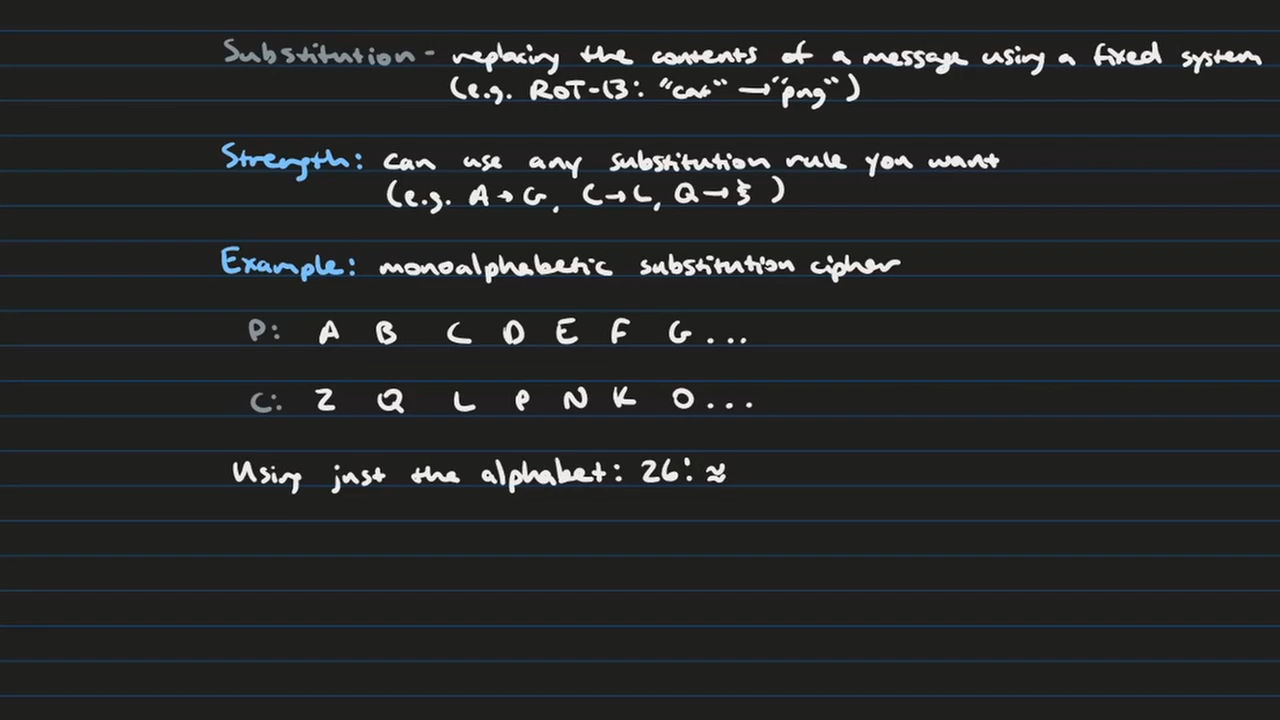 Substitution - replacing the contents of a message using a fixed system
(e.g. ROT-13: "cat" → "png")
Strength: can use any substitution rule you want
(e.g. A → G, C → L, Q → ξ )
Example: monoalphabetic substitution cipher
P: A B C D E F G...
C: Z Q L P N K O...
Using just the alphabet: 26! ≈